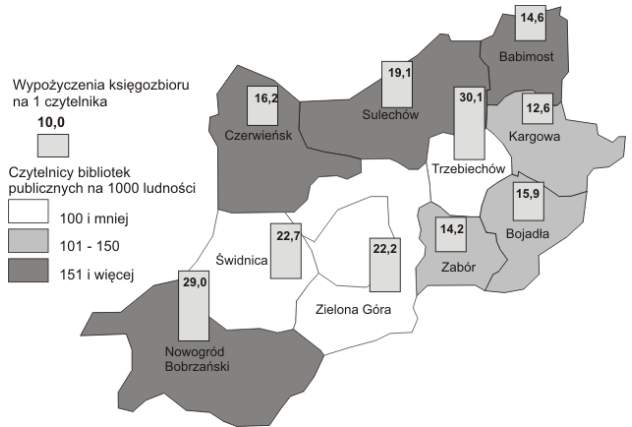 Wypożyczenia księgozbioru
na 1 czytelnika
10,0
Czytelnicy bibliotek
publicznych na 1000 ludności
100 i mniej
101 - 150
151 i więcej
14,6
Babimost
19,1
Sulechów
16,2
Czerwieńsk
30,1
Trzebiechów
12,6
Kargowa
15,9
Bojadła
14,2
Zabór
22,7
Świdnica
22,2
Zielona Góra
29,0
Nowogród
Bobrzański